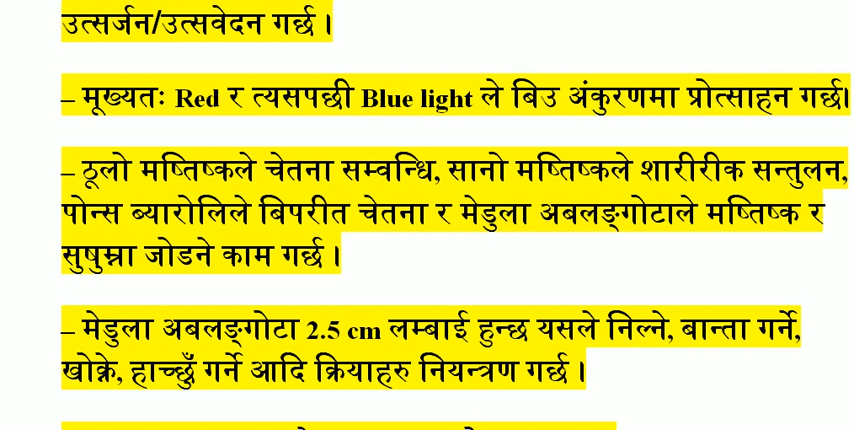 उत्सर्जन/उत्सवेदन गर्छ ।
– मूख्यतः Red र त्यसपछी Blue light ले बिउ अंकुरणमा प्रोत्साहन गर्छ।
– ठूलो मष्तिष्कले चेतना सम्वन्धि, सानो मष्तिष्कले शारीरीक सन्तुलन,
पोन्स ब्यारोलिले बिपरीत चेतना र मेडुला अबलङ्गोटाले मष्तिष्क र
सुषुम्ना जोडने काम गर्छ ।
– मेडुला अबलङ्गोटा 2.5 cm लम्बाई हुन्छ यसले निल्ने, बान्ता गर्ने,
खोक्ने, हाच्छुँ गर्ने आदि क्रियाहरु नियन्त्रण गर्छ ।